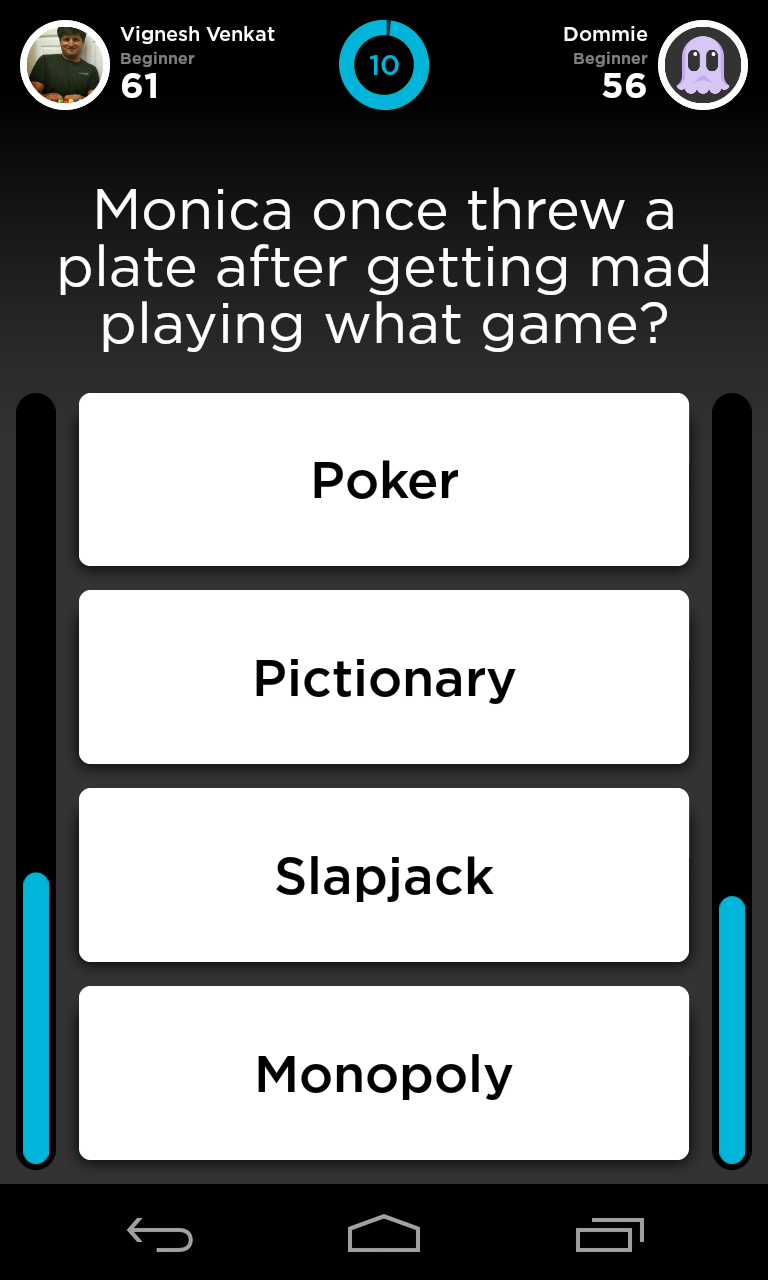 Vignesh Venkat
Beginner
61
10
Dommie
Beginner
56
Monica once threw a
plate after getting mad
playing what game?
Poker
Pictionary
Slapjack
Monopoly